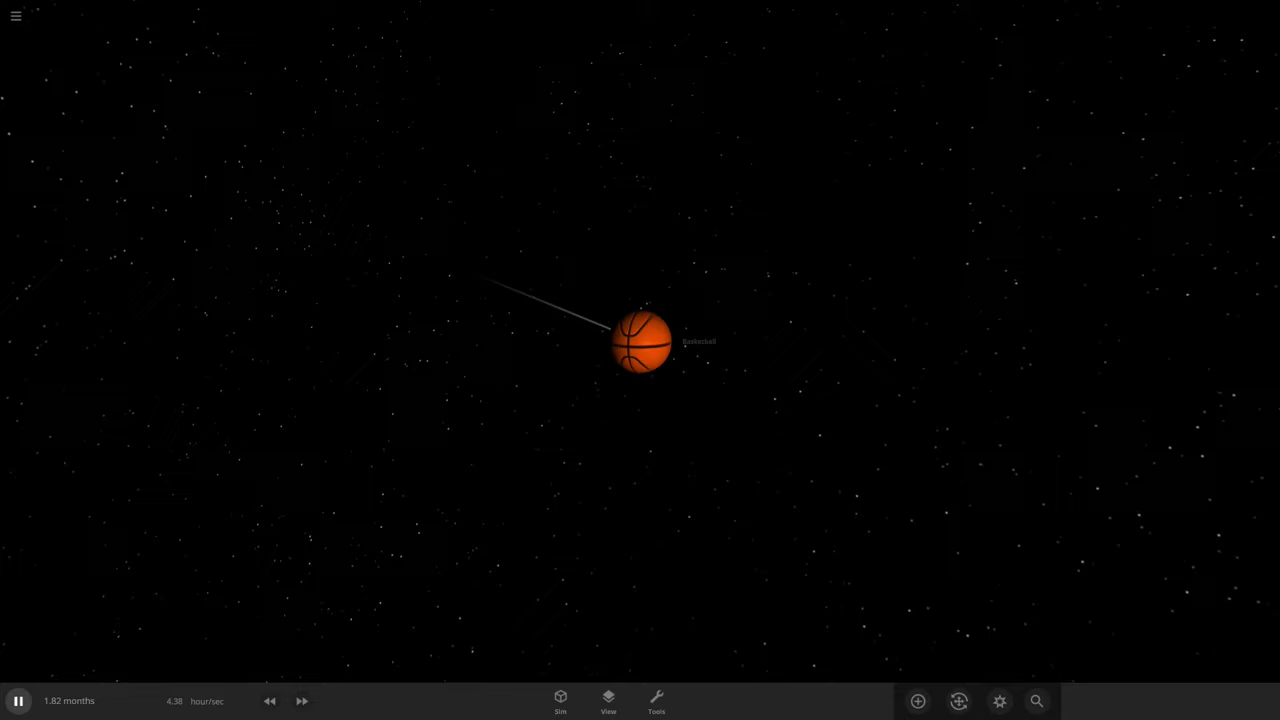 Basketball
1.82 months
4.38 hour/sec
Sim
View
Tools